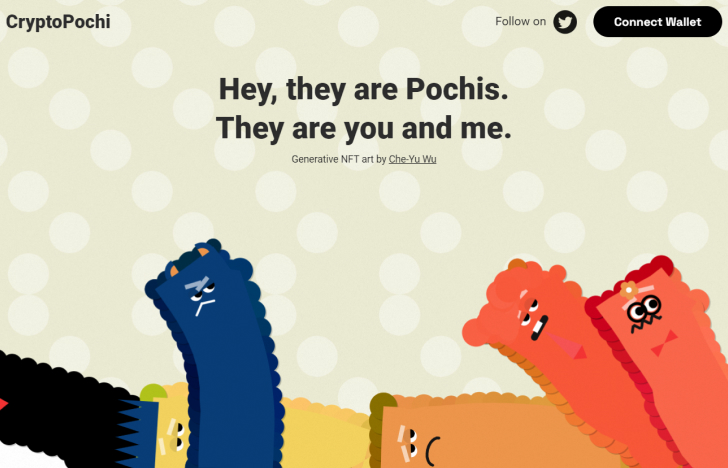 CryptoPochi
Follow on
Connect Wallet
Hey, they are Pochis.
They are you and me.
Generative NFT art by Che-Yu Wu